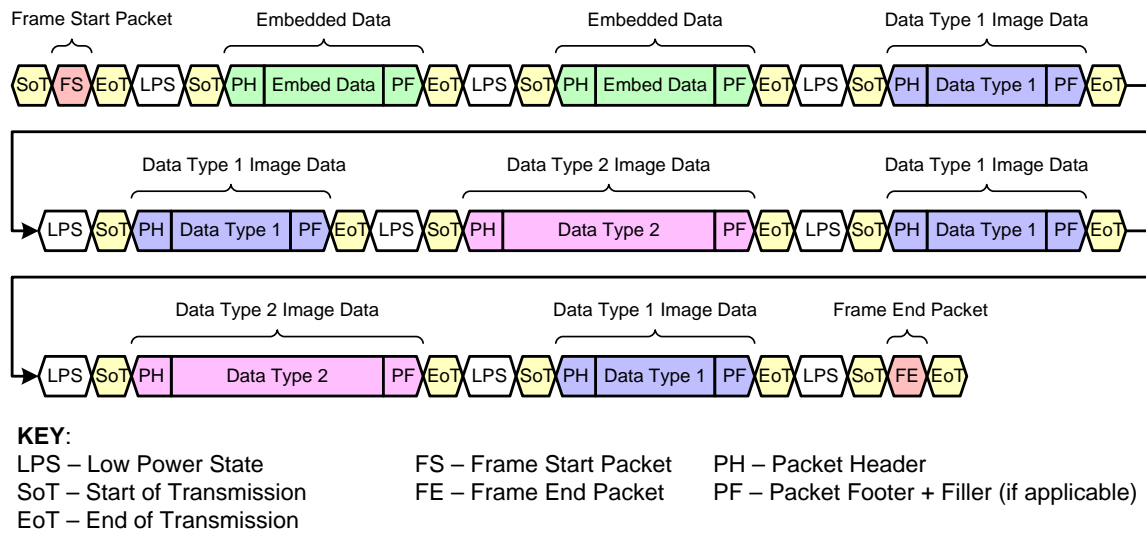 Frame Start Packet Embedded Data Embedded Data Data Type 1 Image Data
SoT FS EoT LPS SoT PH Embed Data PF EoT LPS SoT PH Embed Data PF EoT LPS SoT PH Data Type 1 PF EoT
Data Type 1 Image Data Data Type 2 Image Data Data Type 1 Image Data
LPS SoT PH Data Type 1 PF EoT LPS SoT PH Data Type 2 PF EoT LPS SoT PH Data Type 1 PF EoT
Data Type 2 Image Data Data Type 1 Image Data Frame End Packet
LPS SoT PH Data Type 2 PF EoT LPS SoT PH Data Type 1 PF EoT LPS SoT FE EoT
KEY:
LPS – Low Power State FS – Frame Start Packet PH – Packet Header
SoT – Start of Transmission FE – Frame End Packet PF – Packet Footer + Filler (if applicable)
EoT – End of Transmission